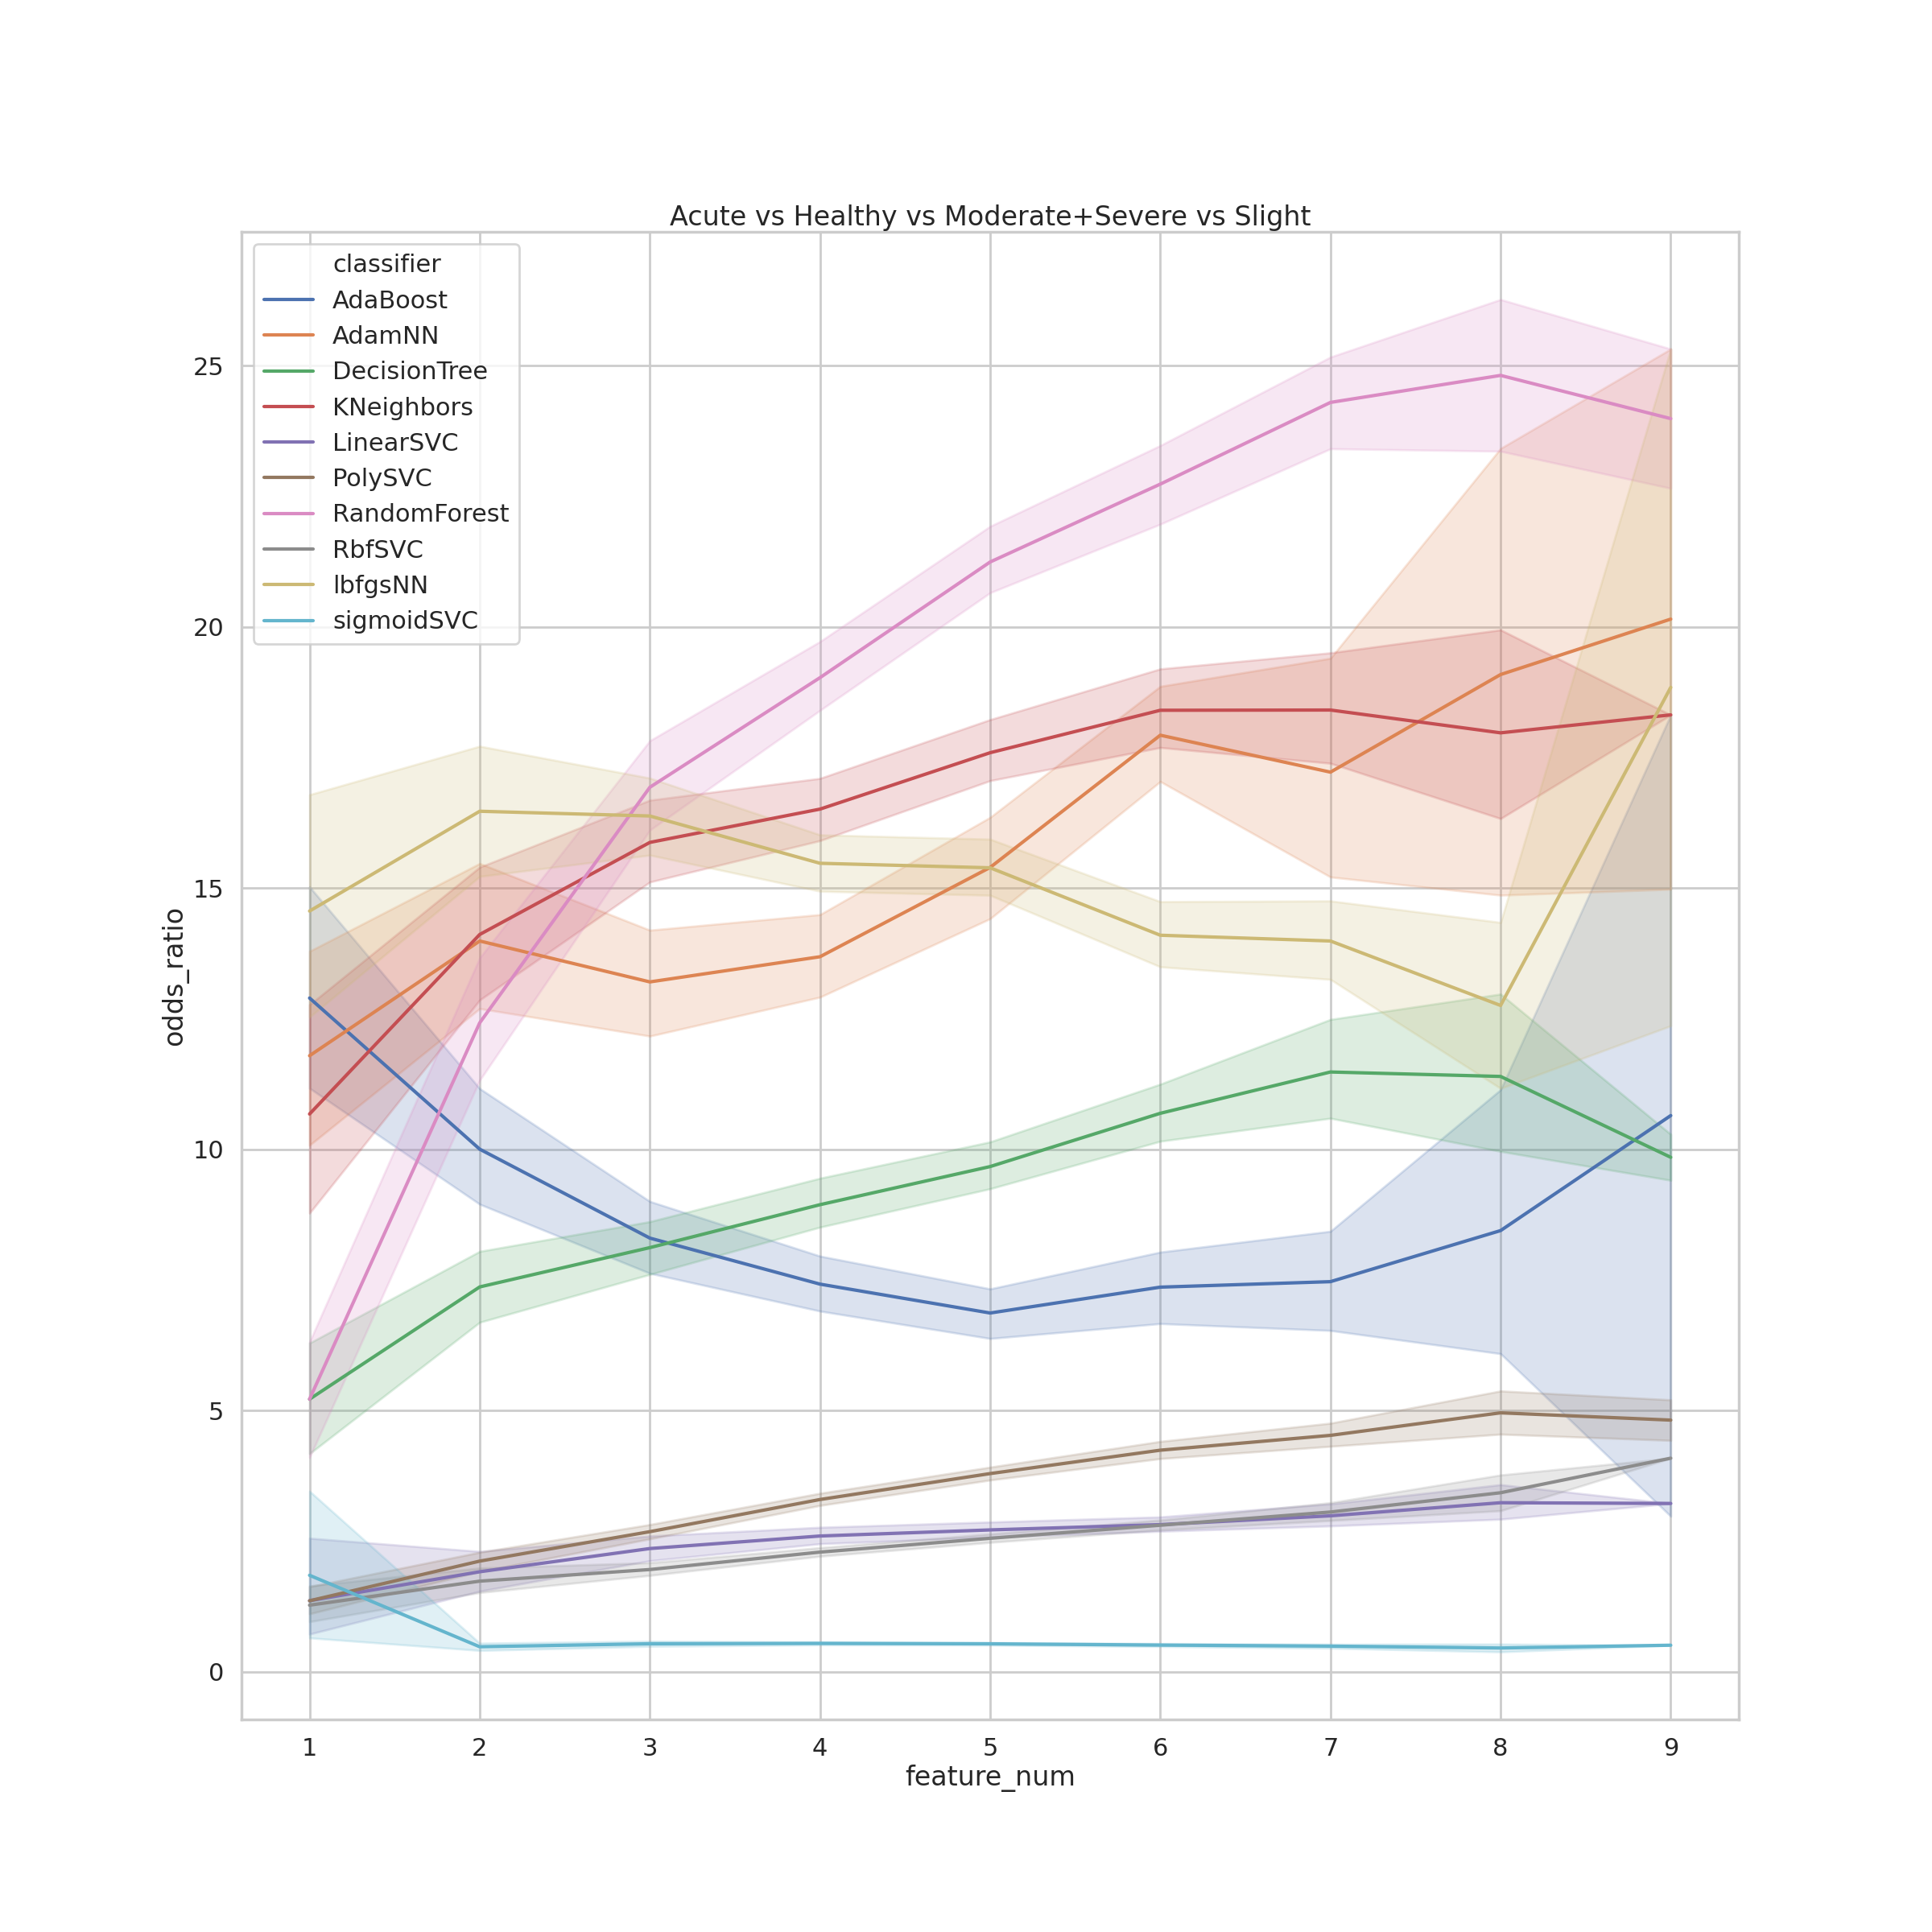 Acute vs Healthy vs Moderate+Severe vs Slight
classifier
AdaBoost
AdamNN
DecisionTree
KNeighbors
LinearSVC
PolySVC
RandomForest
RbfSVC
lbfgsNN
sigmoidSVC
odds_ratio
25
20
15
10
5
0
1 2 3 4 5 6 7 8 9
feature_num